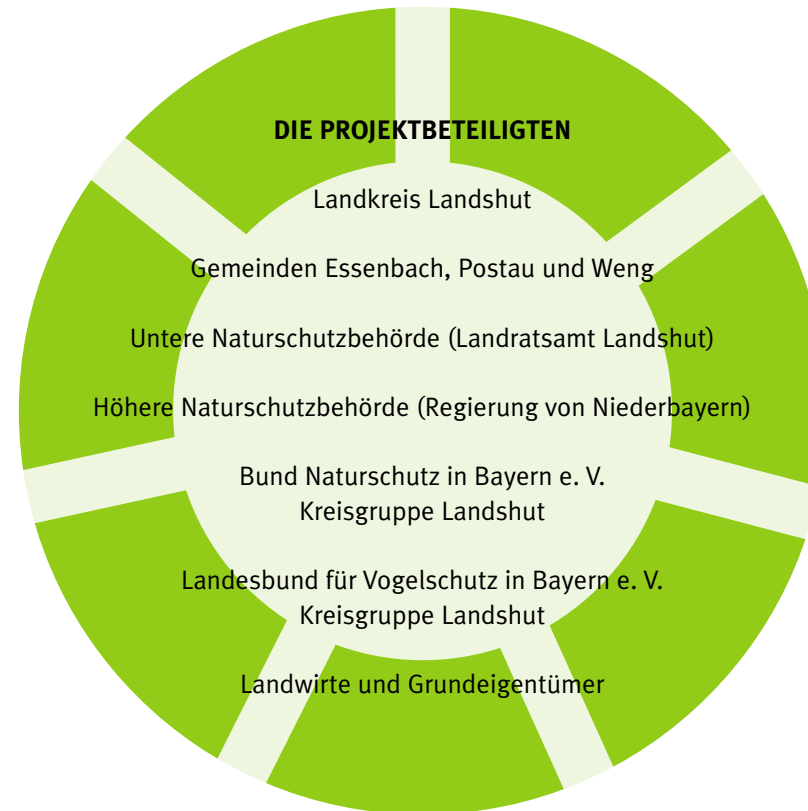 DIE PROJEKTBETEILIGTEN
Landkreis Landshut
Gemeinden Essenbach, Postau und Weng
Untere Naturschutzbehörde (Landratsamt Landshut)
Höhere Naturschutzbehörde (Regierung von Niederbayern)
Bund Naturschutz in Bayern e. V.
Kreisgruppe Landshut
Landesbund für Vogelschutz in Bayern e. V.
Kreisgruppe Landshut
Landwirte und Grundeigentümer